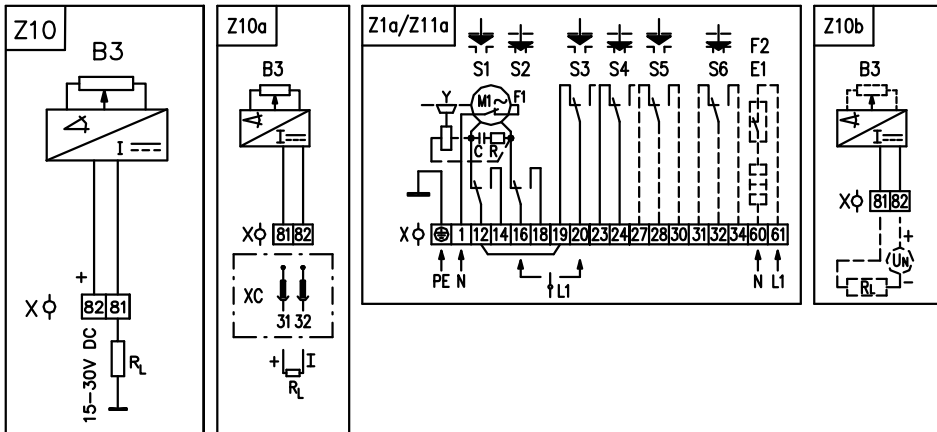 Z10
B3
I
+
X
82 81
15-30V DC
RL
Z10a
B3
I
X 81 82
XC
31 32
+ I
RL
Z1a/Z11a
S1 S2 S3 S4 S5 S6
F2
E1
Y M1~ F1
C R
X 1 12 14 16 18 19 20 23 24 27 28 30 31 32 34 60 61
PE N L1 N L1
Z10b
B3
I
X 81 82
+
UN
RL -